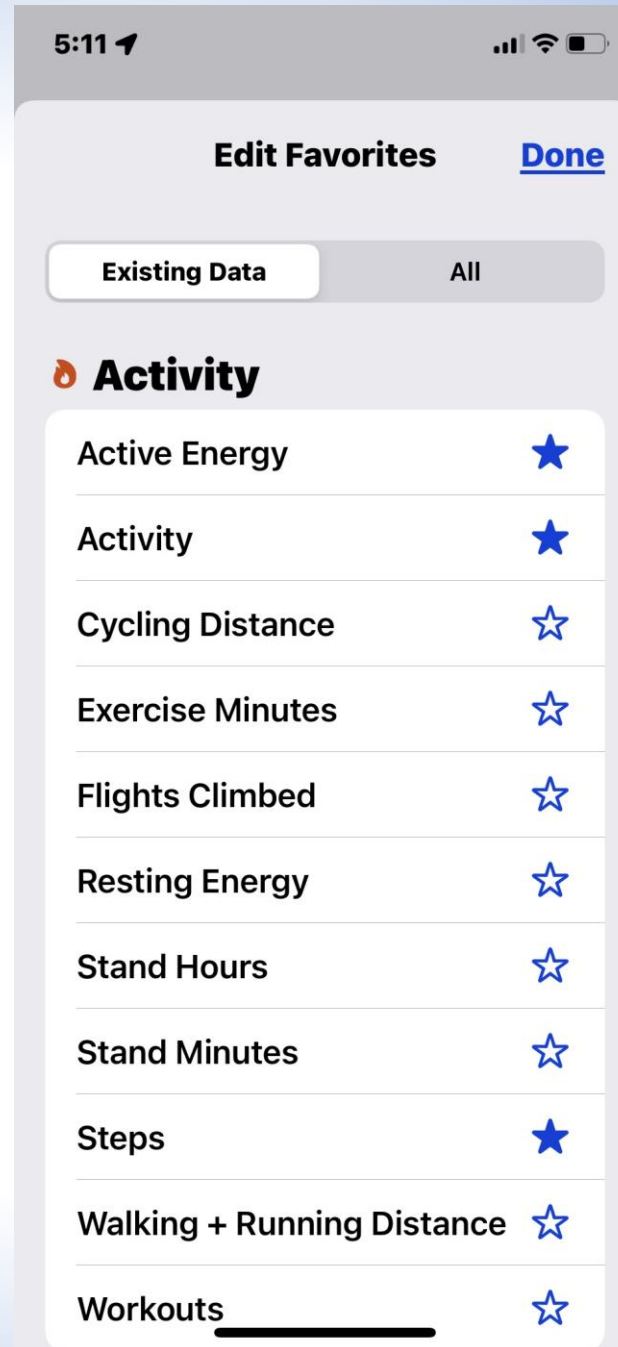 5:11
Edit Favorites Done
Existing Data All
Activity
Active Energy
Activity
Cycling Distance
Exercise Minutes
Flights Climbed
Resting Energy
Stand Hours
Stand Minutes
Steps
Walking + Running Distance
Workouts